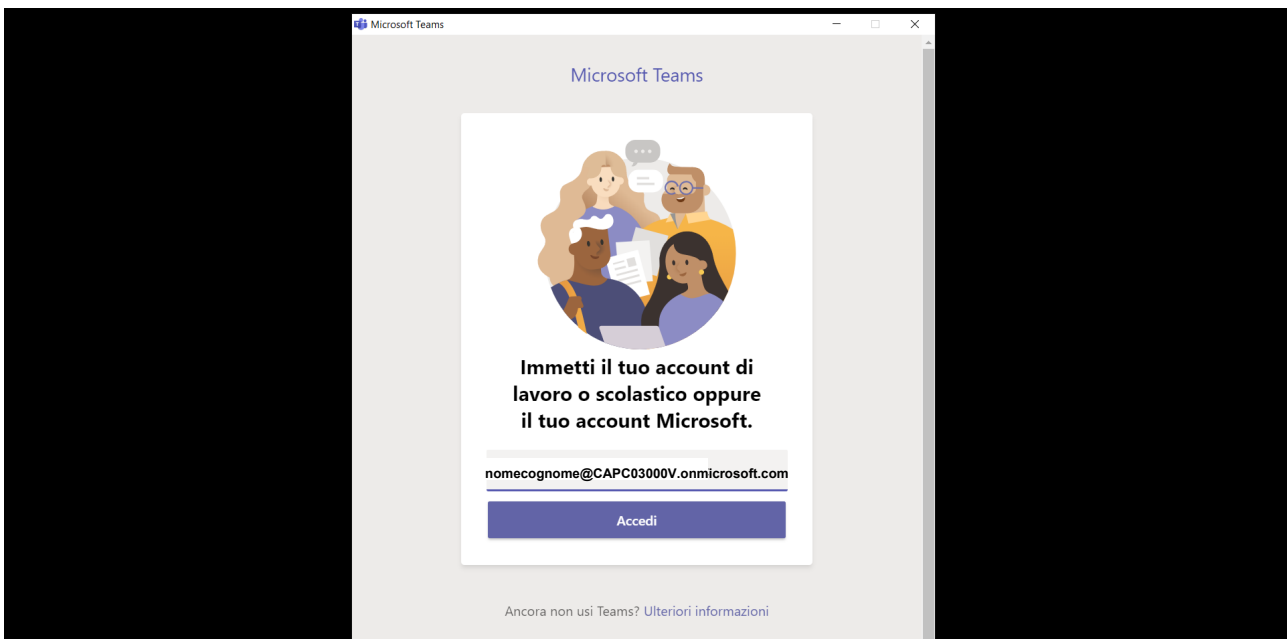 Microsoft Teams
Microsoft Teams
Immetti il tuo account di
lavoro o scolastico oppure
il tuo account Microsoft.
nomecognome@CAPC03000V.onmicrosoft.com
Accedi
Ancora non usi Teams? Ulteriori informazioni